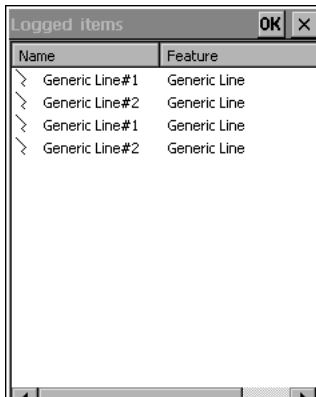 Logged items OK
Name Feature
Generic Line#1 Generic Line
Generic Line#2 Generic Line
Generic Line#1 Generic Line
Generic Line#2 Generic Line